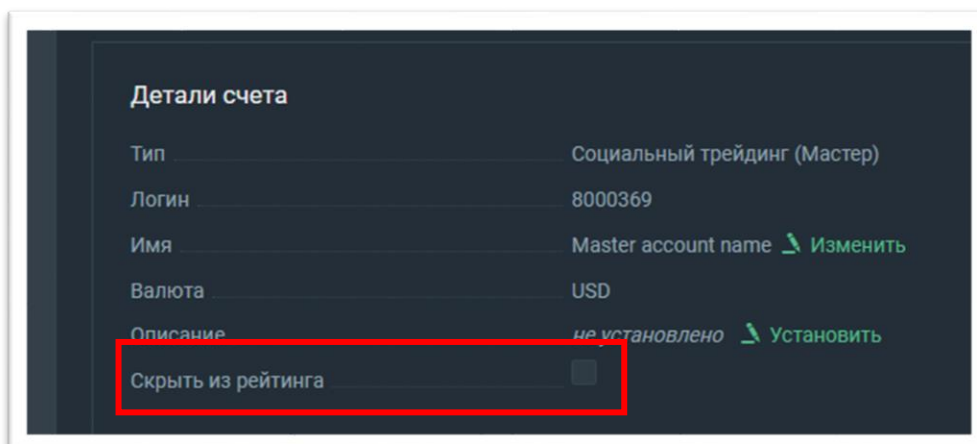 Детали счета
Тип Социальный трейдинг (Мастер)
Логин 8000369
Имя Master account name Изменить
Валюта USD
Описание не установлено Установить
Скрыть из рейтинга